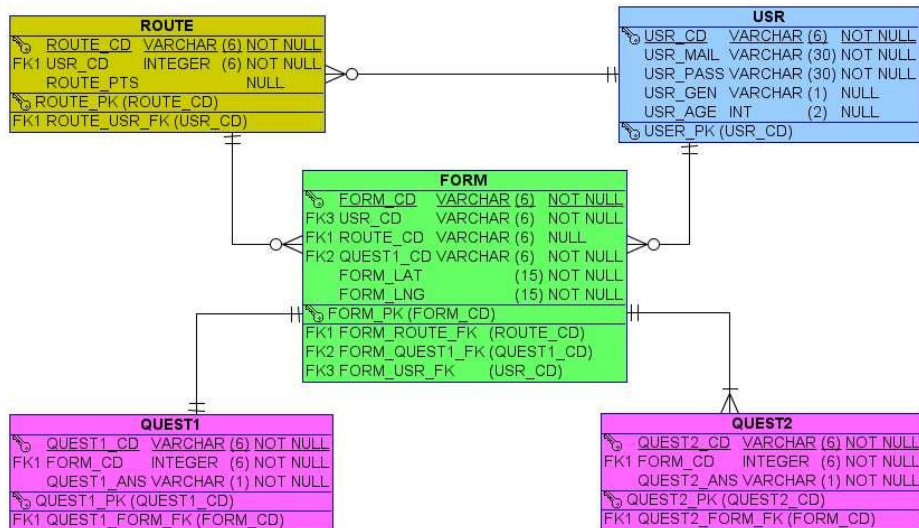 ROUTE
ROUTE_CD VARCHAR (6) NOT NULL
FK1 USR_CD INTEGER (6) NOT NULL
ROUTE_PTS NULL
ROUTE_PK (ROUTE_CD)
FK1 ROUTE_USR_FK (USR_CD)
USR
USR_CD VARCHAR (6) NOT NULL
USR_MAIL VARCHAR (30) NOT NULL
USR_PASS VARCHAR (30) NOT NULL
USR_GEN VARCHAR (1) NULL
USR_AGE INT (2) NULL
USER_PK (USR_CD)
FORM
FORM_CD VARCHAR (6) NOT NULL
FK3 USR_CD VARCHAR (6) NOT NULL
FK1 ROUTE_CD VARCHAR (6) NULL
FK2 QUEST1_CD VARCHAR (6) NOT NULL
FORM_LAT (15) NOT NULL
FORM_LNG (15) NOT NULL
FORM_PK (FORM_CD)
FK1 FORM_ROUTE_FK (ROUTE_CD)
FK2 FORM_QUEST1_FK (QUEST1_CD)
FK3 FORM_USR_FK (USR_CD)
QUEST1
QUEST1_CD VARCHAR (6) NOT NULL
FK1 FORM_CD INTEGER (6) NOT NULL
QUEST1_ANS VARCHAR (1) NOT NULL
QUEST1_PK (QUEST1_CD)
FK1 QUEST1_FORM_FK (FORM_CD)
QUEST2
QUEST2_CD VARCHAR (6) NOT NULL
FK1 FORM_CD INTEGER (6) NOT NULL
QUEST2_ANS VARCHAR (1) NOT NULL
QUEST2_PK (QUEST2_CD)
FK1 QUEST2_FORM_FK (FORM_CD)